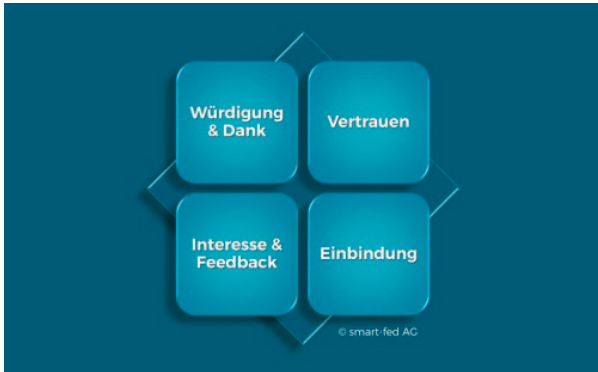 Würdigung
& Dank
Vertrauen
Interesse &
Feedback
Einbindung
© smart-fed AG